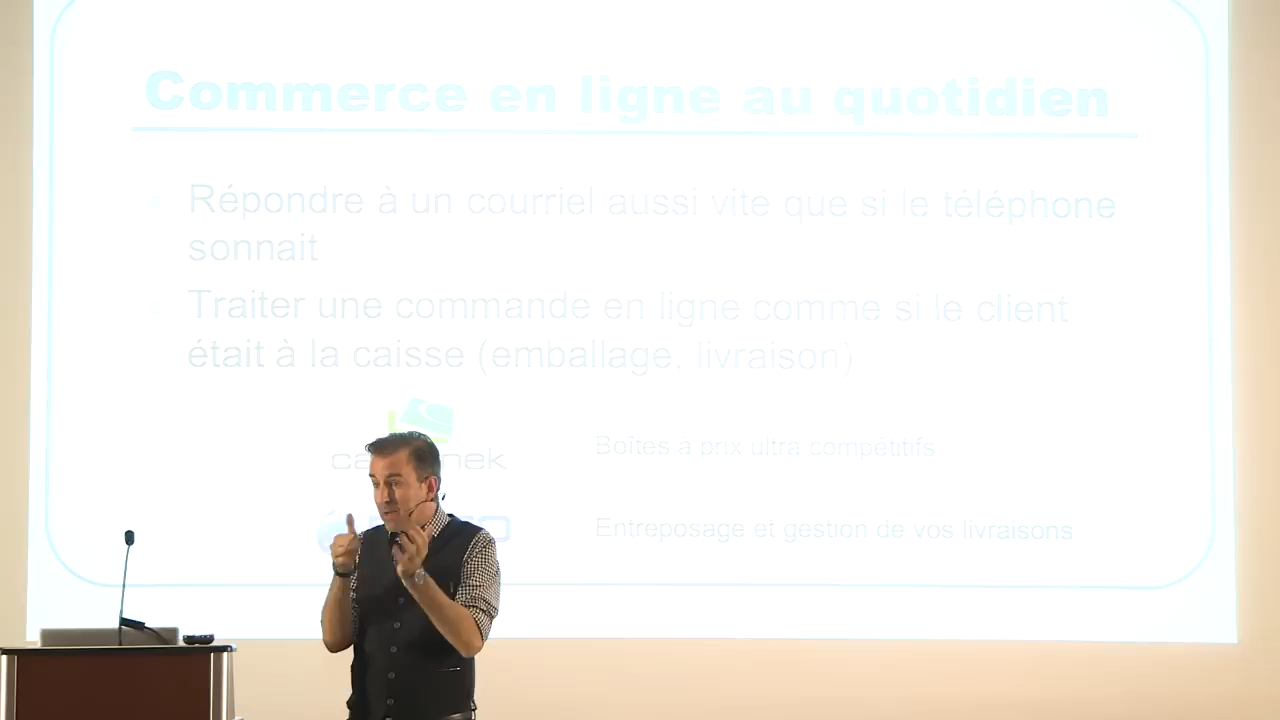 Commerce en ligne au quotidien
Répondre à un courriel aussi vite que si le téléphone
sonnait
Traiter une commande en ligne comme si le client
était à la caisse (emballage, livraison)
Boîtes a prix ultra compétitifs
Entreposage et gestion de vos livraisons